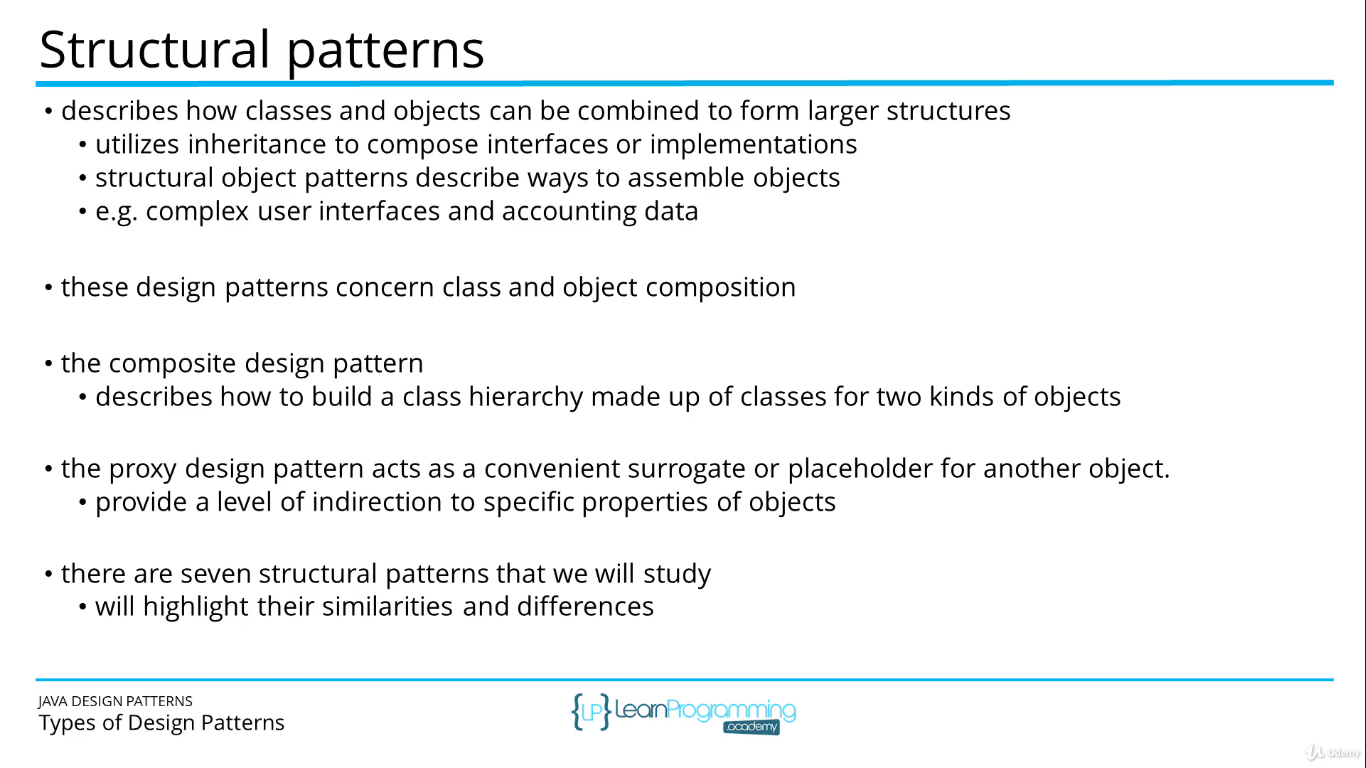 Structural patterns
• describes how classes and objects can be combined to form larger structures
• utilizes inheritance to compose interfaces or implementations
• structural object patterns describe ways to assemble objects
• e.g. complex user interfaces and accounting data
• these design patterns concern class and object composition
• the composite design pattern
• describes how to build a class hierarchy made up of classes for two kinds of objects
• the proxy design pattern acts as a convenient surrogate or placeholder for another object.
• provide a level of indirection to specific properties of objects
• there are seven structural patterns that we will study
• will highlight their similarities and differences
JAVA DESIGN PATTERNS
Types of Design Patterns
{LP} LearnProgramming
.academy
Udemy